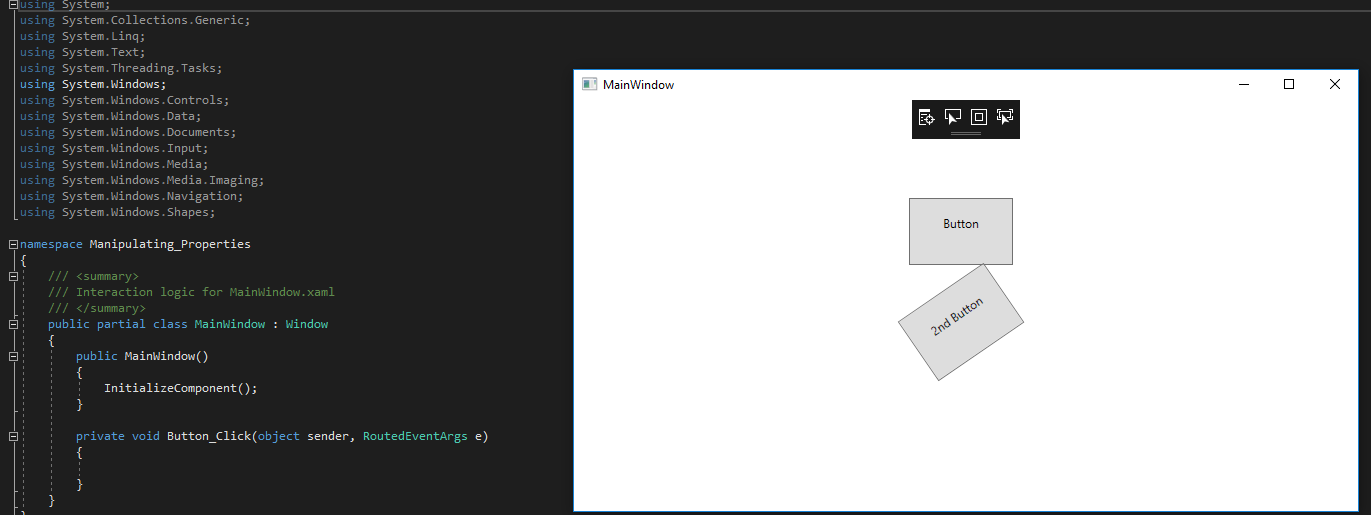 using System;
using System.Collections.Generic;
using System.Linq;
using System.Text;
using System.Threading.Tasks;
using System.Windows;
using System.Windows.Controls;
using System.Windows.Data;
using System.Windows.Documents;
using System.Windows.Input;
using System.Windows.Media;
using System.Windows.Media.Imaging;
using System.Windows.Navigation;
using System.Windows.Shapes;
namespace Manipulating_Properties
{
/// <summary>
/// Interaction logic for MainWindow.xaml
/// </summary>
public partial class MainWindow : Window
{
public MainWindow()
{
InitializeComponent();
}
private void Button_Click(object sender, RoutedEventArgs e)
{
}
}
}
MainWindow
Button
2nd Button